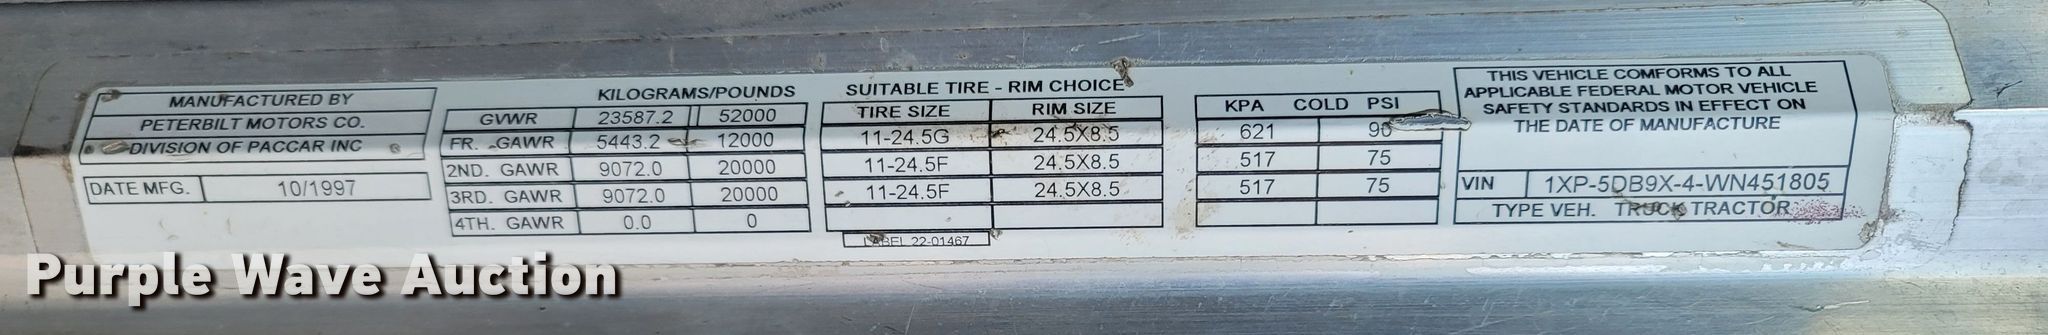 MANUFACTURED BY
PETERBILT MOTORS CO.
DIVISION OF PACCAR INC
DATE MFG. 10/1997
KILOGRAMS/POUNDS
GVWR 23587.2 52000
FR. GAWR 5443.2 12000
2ND. GAWR 9072.0 20000
3RD. GAWR 9072.0 20000
4TH. GAWR 0.0 0
SUITABLE TIRE - RIM CHOICE
TIRE SIZE RIM SIZE
11-24.5G 24.5X8.5
11-24.5F 24.5X8.5
11-24.5F 24.5X8.5
LABEL 22-01467
KPA COLD PSI
621 90
517 75
517 75
THIS VEHICLE COMFORMS TO ALL
APPLICABLE FEDERAL MOTOR VEHICLE
SAFETY STANDARDS IN EFFECT ON
THE DATE OF MANUFACTURE
VIN 1XP-5DB9X-4-WN451805
TYPE VEH. TRUCK TRACTOR
Purple Wave Auction